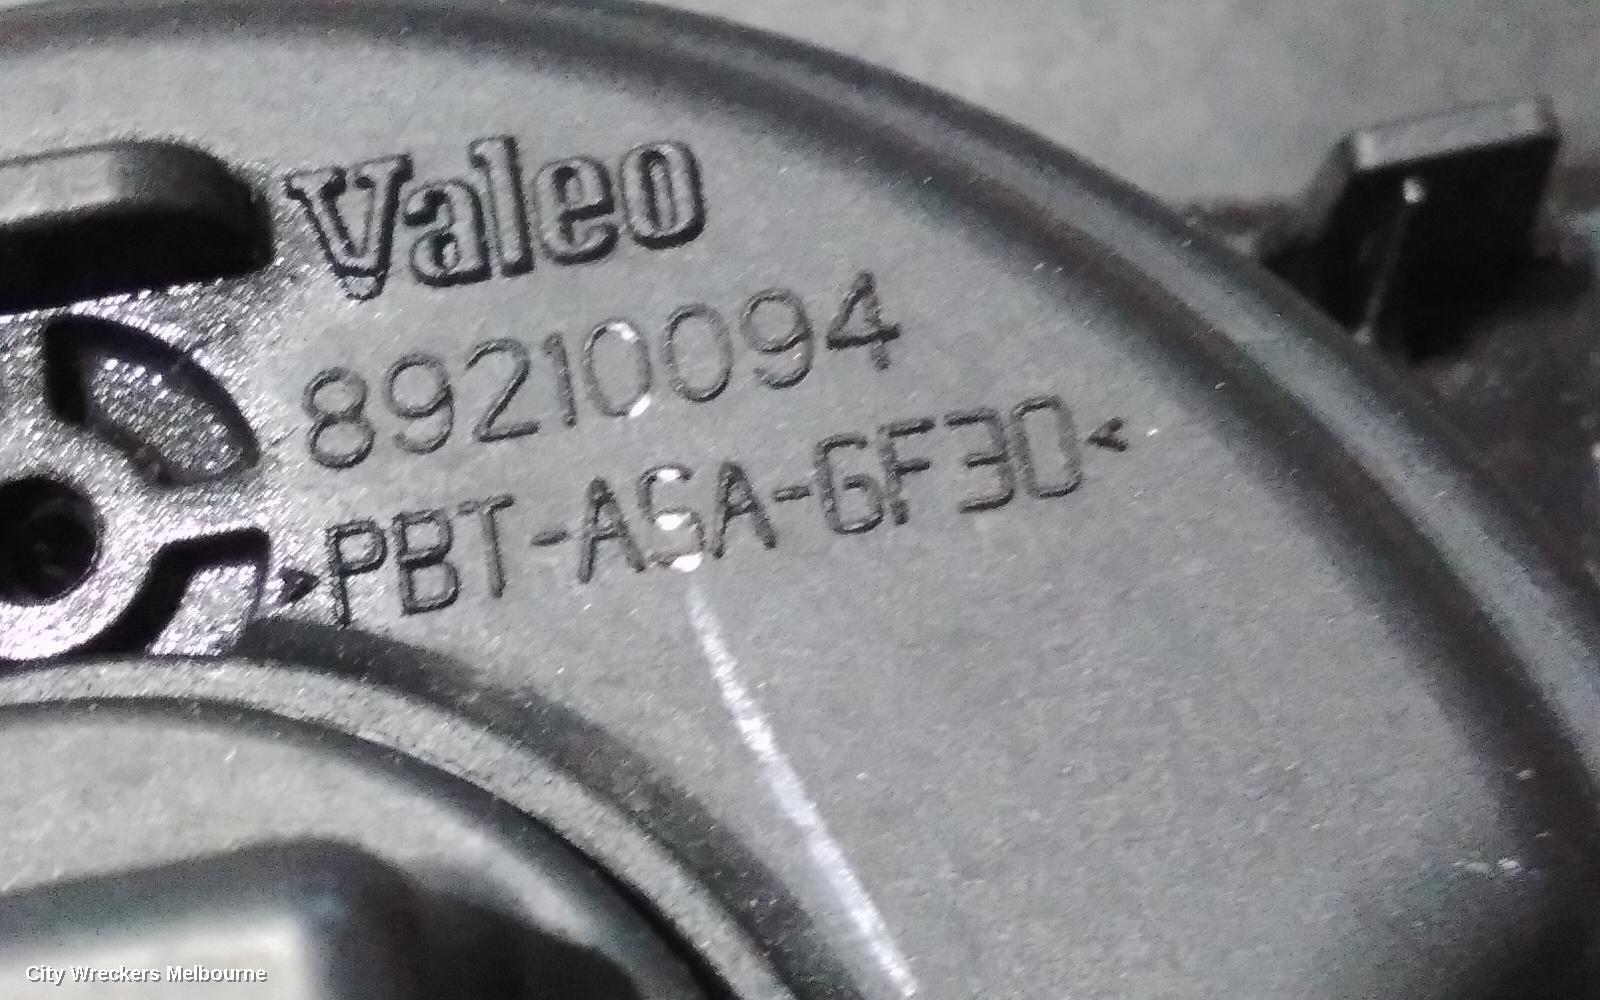 Valeo
89210094
>PBT-ASA-GF30<
City Wreckers Melbourne